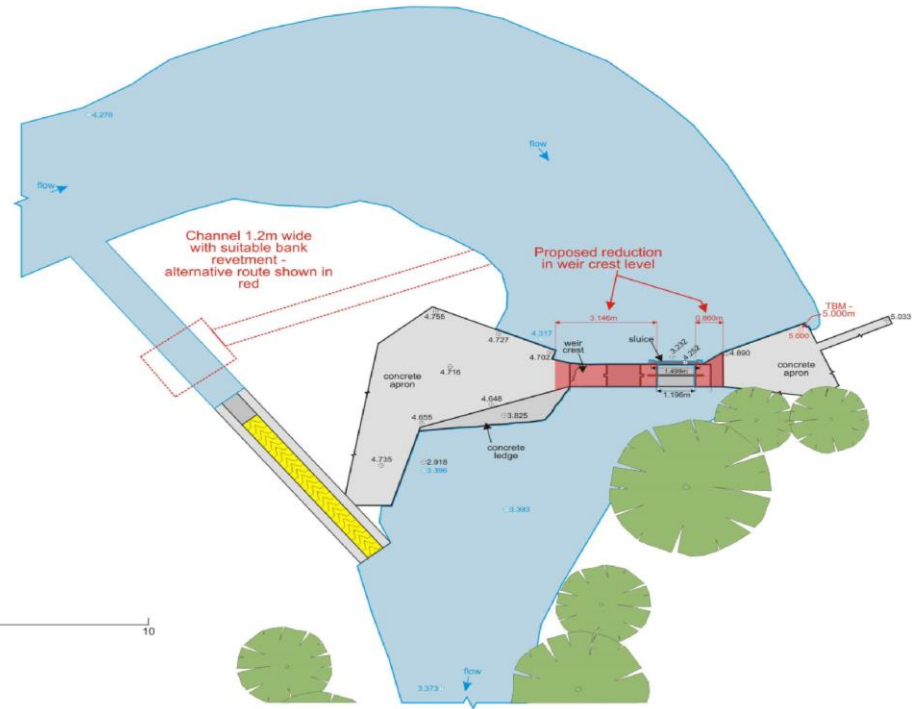 4.278
flow
flow
Channel 1.2m wide
with suitable bank
revetment -
alternative route shown in
red
Proposed reduction
in weir crest level
TBM -
5.000m
5.000
5.033
4.755
4.727
4.317
4.702
3.146m
0.860m
weir
crest
sluice
3.232
4.252
4.890
1.499m
1.196m
concrete
apron
4.716
concrete
apron
4.648
3.825
4.655
concrete
ledge
4.735
2.918
3.396
3.393
10
flow
3.373